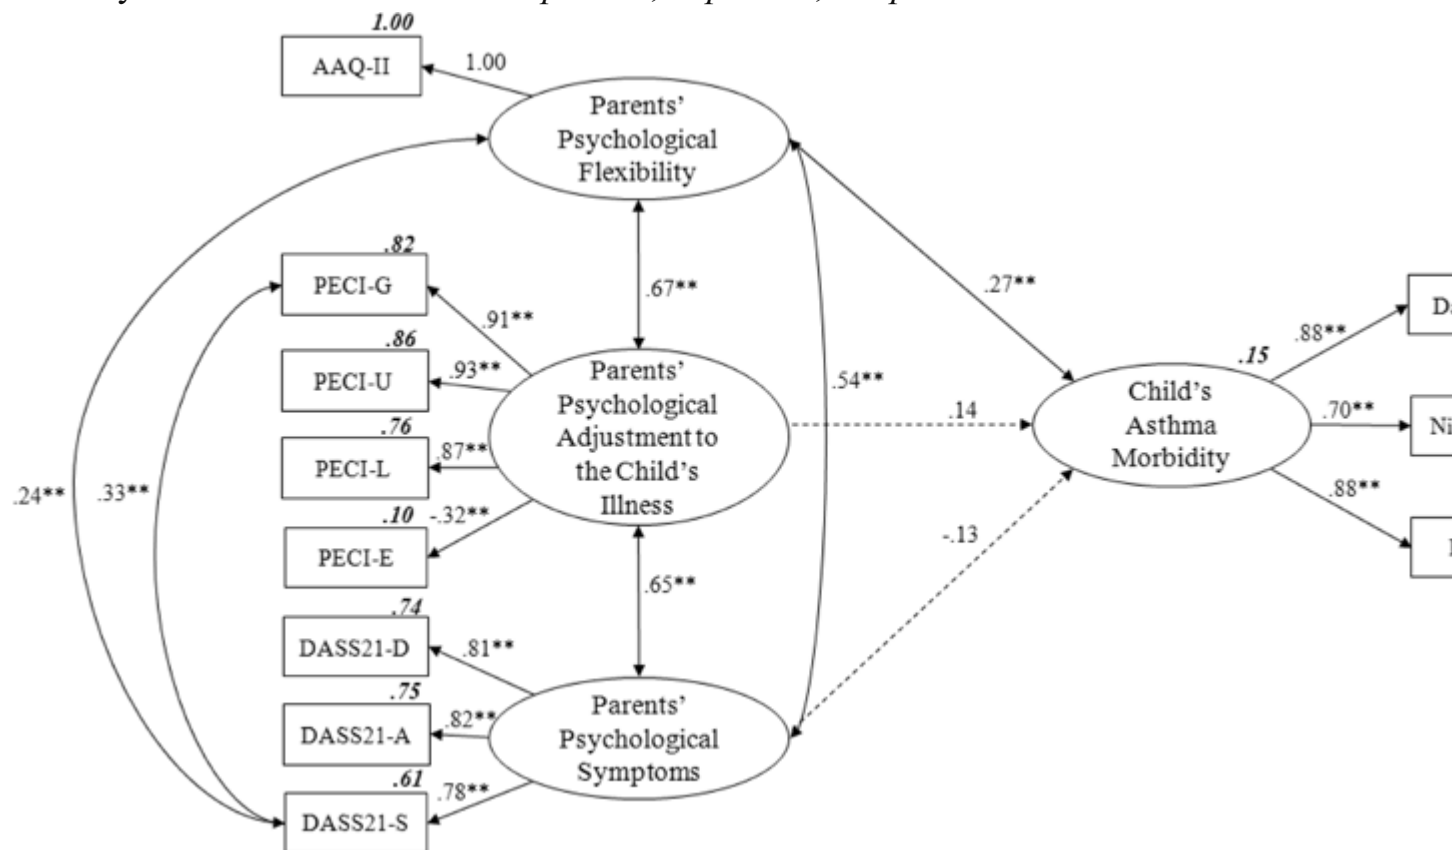 1.00
AAQ-II
1.00
Parents’
Psychological
Flexibility
.82
PECI-G
.67**
.27**
.91**
.86
PECI-U
.93**
Parents’
Psychological
Adjustment to
the Child’s
Illness
.54**
.14
.15
Child’s
Asthma
Morbidity
.88**
.70**
.88**
.76
PECI-L
.87**
.24**
.33**
.10
-.32**
PECI-E
-.13
.65**
.74
DASS21-D
.81**
.75
DASS21-A
.82**
Parents’
Psychological
Symptoms
.61
DASS21-S
.78**